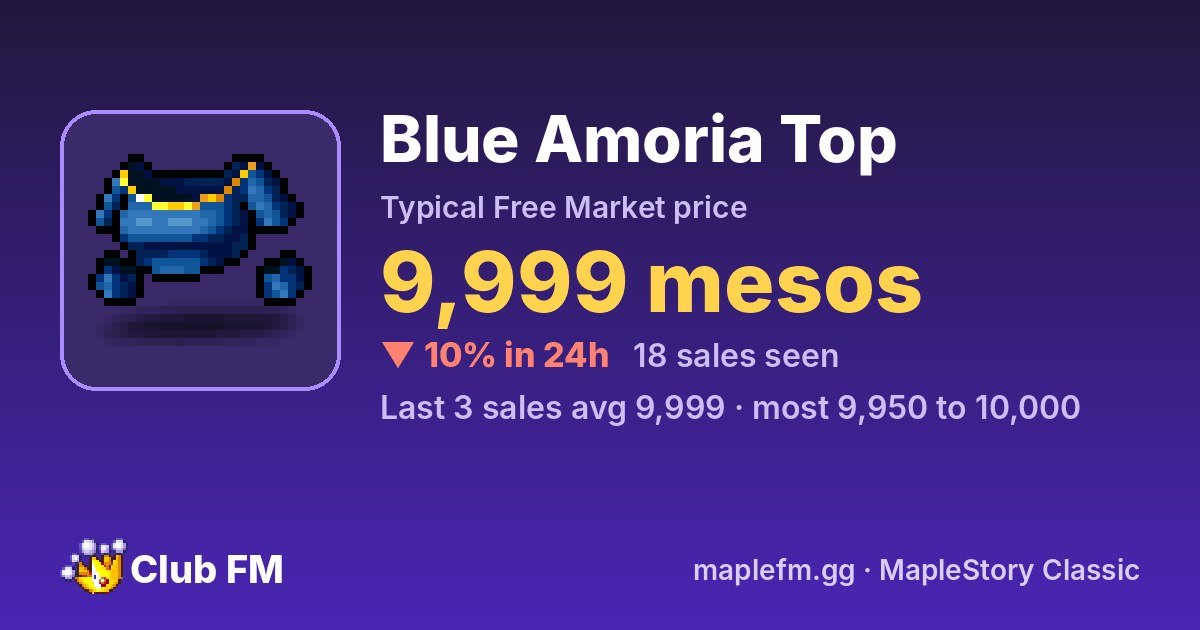 Blue Amoria Top
Typical Free Market price
9,999 mesos
▼ 10% in 24h 18 sales seen
Last 3 sales avg 9,999 · most 9,950 to 10,000
Club FM
maplefm.gg · MapleStory Classic